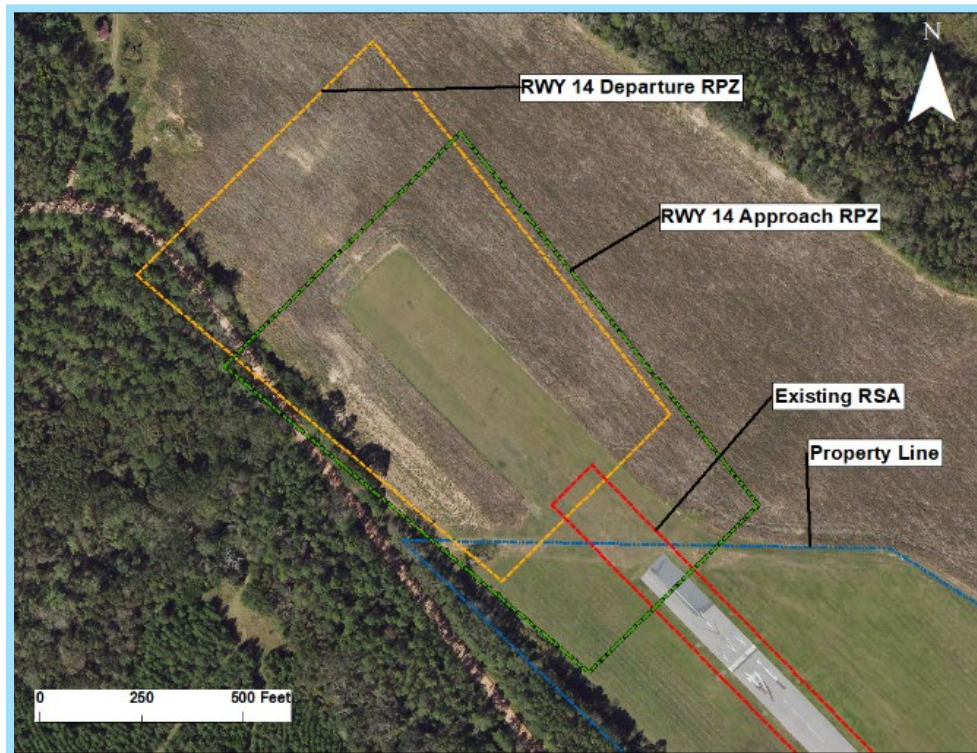 N
RWY 14 Departure RPZ
RWY 14 Approach RPZ
Existing RSA
Property Line
0 250 500 Feet